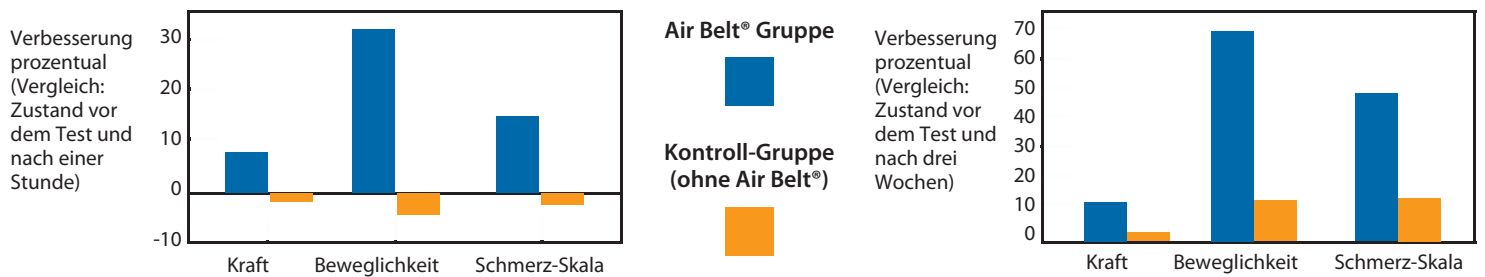 Verbesserung
prozentual
(Vergleich:
Zustand vor
dem Test und
nach einer
Stunde)
30
20
10
0
-10
Kraft
Beweglichkeit
Schmerz-Skala
Air Belt® Gruppe
Kontroll-Gruppe
(ohne Air Belt®)
Verbesserung
prozentual
(Vergleich:
Zustand vor
dem Test und
nach drei
Wochen)
70
60
50
40
30
20
10
0
Kraft
Beweglichkeit
Schmerz-Skala